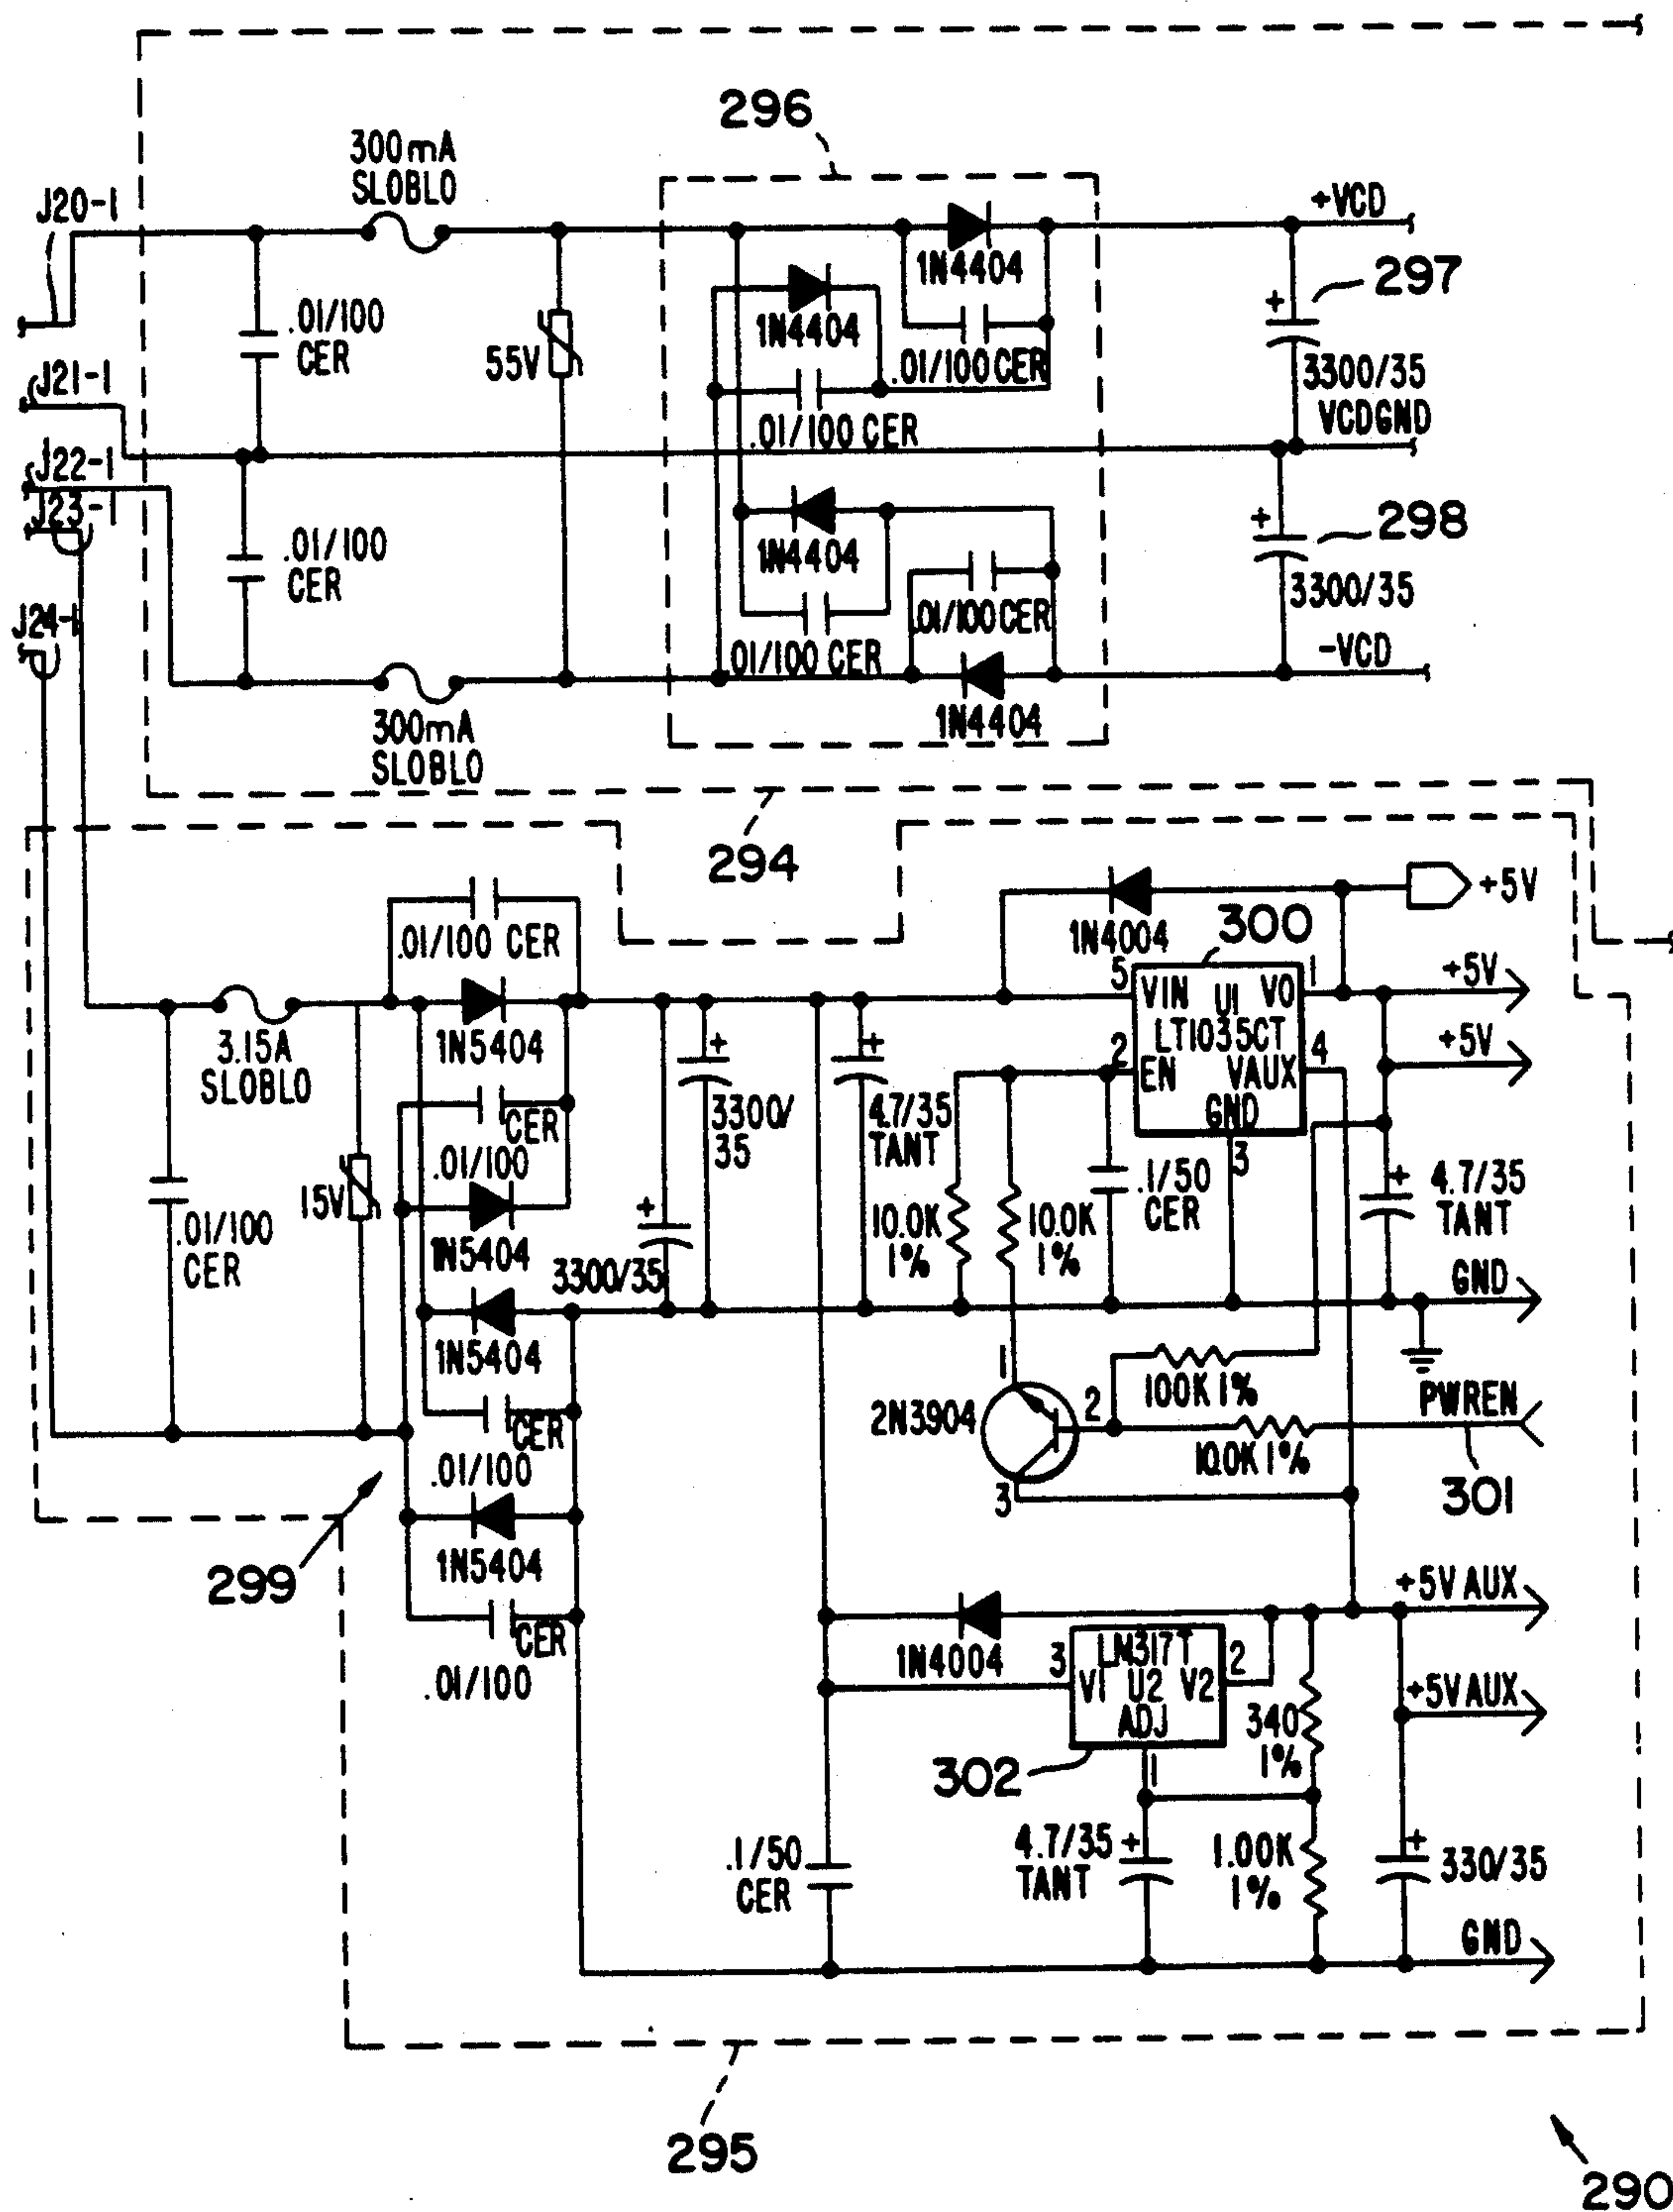 296
300mA
SLOBLO
J20-1
+VCD
1N4404
297
.01/100
CER
55V
1N4404
.01/100 CER
3300/35
J21-1
VCDGND
.01/100 CER
J22-1
J23-1
298
.01/100
CER
1N4404
3300/35
.01/100 CER
J24-1
.01/100 CER
-VCD
300mA
SLOBLO
1N4404
294
+5V
.01/100 CER
1N4004
300
5
VIN
U1
VO
1
+5V
3.15A
SLOBLO
1N5404
LT1035CT
2
4
+5V
EN
VAUX
CER
3300/
35
4.7/35
TANT
GND
3
.01/100
15V
.1/50
CER
4.7/35
TANT
.01/100
CER
10.0K
1%
10.0K
1%
1N5404
3300/35
GND
1N5404
1
100K 1%
PWREN
2N3904
2
CER
10.0K 1%
.01/100
3
301
299
1N5404
+5V AUX
CER
1N4004
3
LM317T
2
.01/100
V1
U2
V2
+5V AUX
ADJ
340
1%
302
1
.1/50
CER
4.7/35
TANT
1.00K
1%
330/35
GND
295
290